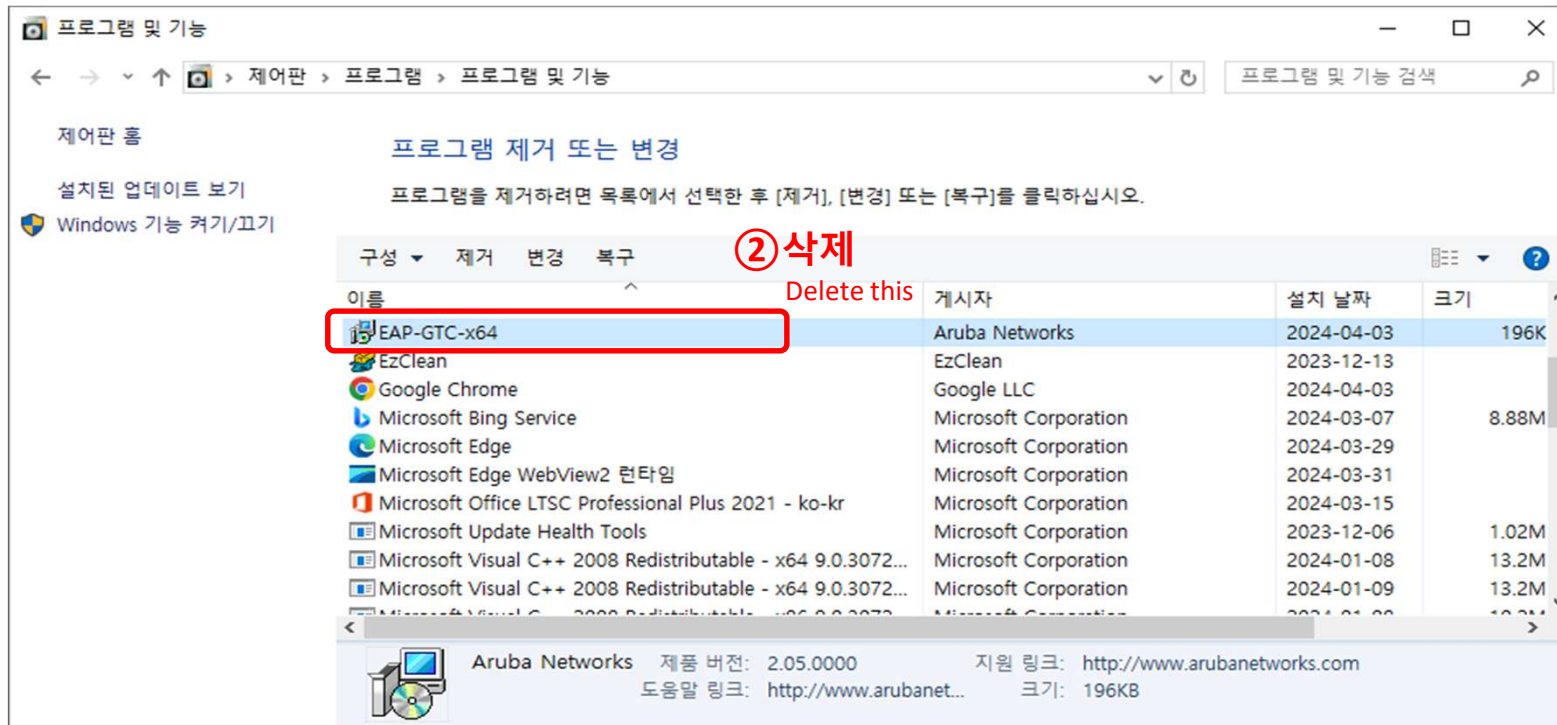 프로그램 및 기능
제어판 › 프로그램 › 프로그램 및 기능
프로그램 및 기능 검색
제어판 홈
설치된 업데이트 보기
Windows 기능 켜기/끄기
프로그램 제거 또는 변경
프로그램을 제거하려면 목록에서 선택한 후 [제거], [변경] 또는 [복구]를 클릭하십시오.
②삭제
Delete this
구성 제거 변경 복구
이름 게시자 설치 날짜 크기
EAP-GTC-x64 Aruba Networks 2024-04-03 196K
EzClean EzClean 2023-12-13
Google Chrome Google LLC 2024-04-03
Microsoft Bing Service Microsoft Corporation 2024-03-07 8.88M
Microsoft Edge Microsoft Corporation 2024-03-29
Microsoft Edge WebView2 런타임 Microsoft Corporation 2024-03-31
Microsoft Office LTSC Professional Plus 2021 - ko-kr Microsoft Corporation 2024-03-15
Microsoft Update Health Tools Microsoft Corporation 2023-12-06 1.02M
Microsoft Visual C++ 2008 Redistributable - x64 9.0.3072... Microsoft Corporation 2024-01-08 13.2M
Microsoft Visual C++ 2008 Redistributable - x64 9.0.3072... Microsoft Corporation 2024-01-09 13.2M
Aruba Networks 제품 버전: 2.05.0000 지원 링크: http://www.arubanetworks.com
도움말 링크: http://www.arubanet... 크기: 196KB